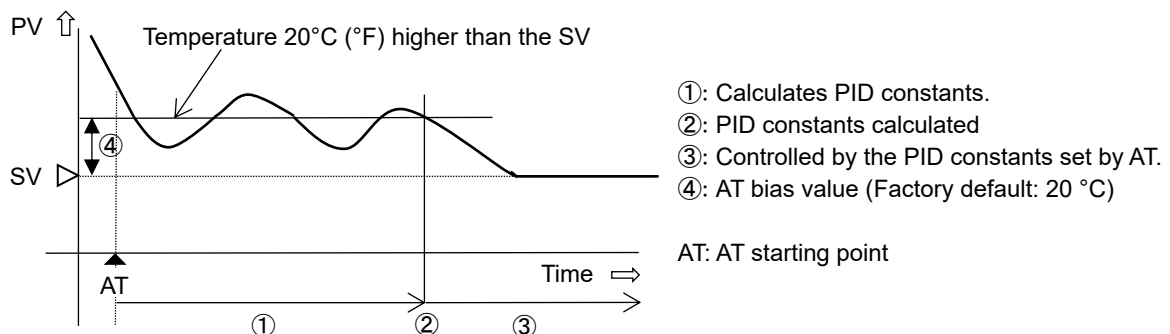 PV ⇧
Temperature 20°C (°F) higher than the SV
④
SV
AT
Time ⇨
① ② ③
①: Calculates PID constants.
②: PID constants calculated
③: Controlled by the PID constants set by AT.
④: AT bias value (Factory default: 20 °C)
AT: AT starting point